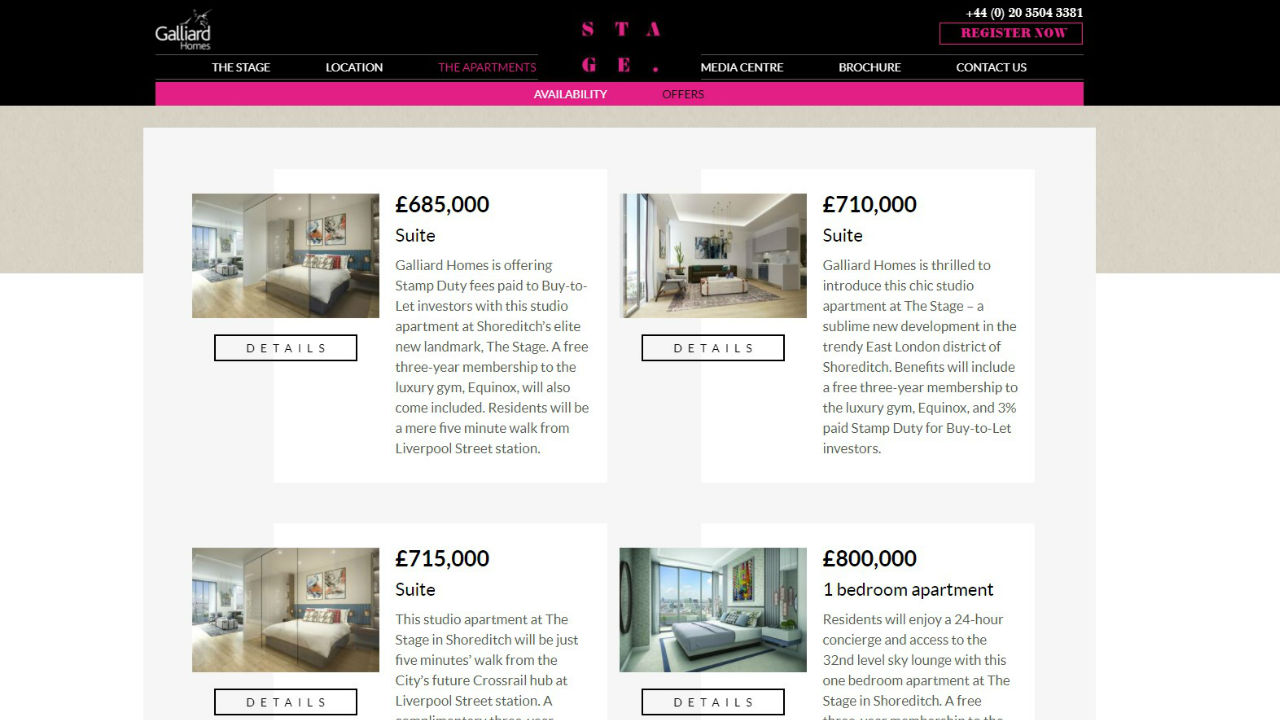 Galliard
Homes
S T A
G E .
+44 (0) 20 3504 3381
REGISTER NOW
THE STAGE
LOCATION
THE APARTMENTS
MEDIA CENTRE
BROCHURE
CONTACT US
AVAILABILITY
OFFERS
£685,000
Suite
Galliard Homes is offering
Stamp Duty fees paid to Buy-to-
Let investors with this studio
apartment at Shoreditch's elite
new landmark, The Stage. A free
three-year membership to the
luxury gym, Equinox, will also
come included. Residents will be
a mere five minute walk from
Liverpool Street station.
DETAILS
£710,000
Suite
Galliard Homes is thrilled to
introduce this chic studio
apartment at The Stage – a
sublime new development in the
trendy East London district of
Shoreditch. Benefits will include
a free three-year membership to
the luxury gym, Equinox, and 3%
paid Stamp Duty for Buy-to-Let
investors.
DETAILS
£715,000
Suite
This studio apartment at The
Stage in Shoreditch will be just
five minutes' walk from the
City's future Crossrail hub at
Liverpool Street station. A
complimentary three-year
DETAILS
£800,000
1 bedroom apartment
Residents will enjoy a 24-hour
concierge and access to the
32nd level sky lounge with this
one bedroom apartment at The
Stage in Shoreditch. A free
three-year membership to the
DETAILS